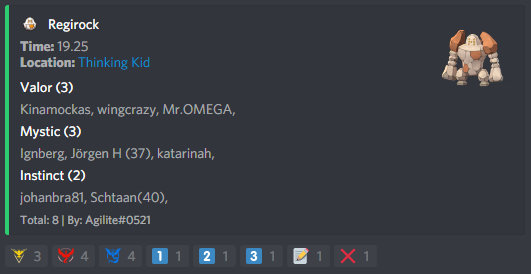 Regirock
Time: 19.25
Location: Thinking Kid
Valor (3)
Kinamockas, wingcrazy, Mr.OMEGA,
Mystic (3)
Ignberg, Jörgen H (37), katarinah,
Instinct (2)
johanbra81, Schtaan(40),
Total: 8 | By: Agilite#0521
3 4 4 1 1 2 1 3 1 1 1